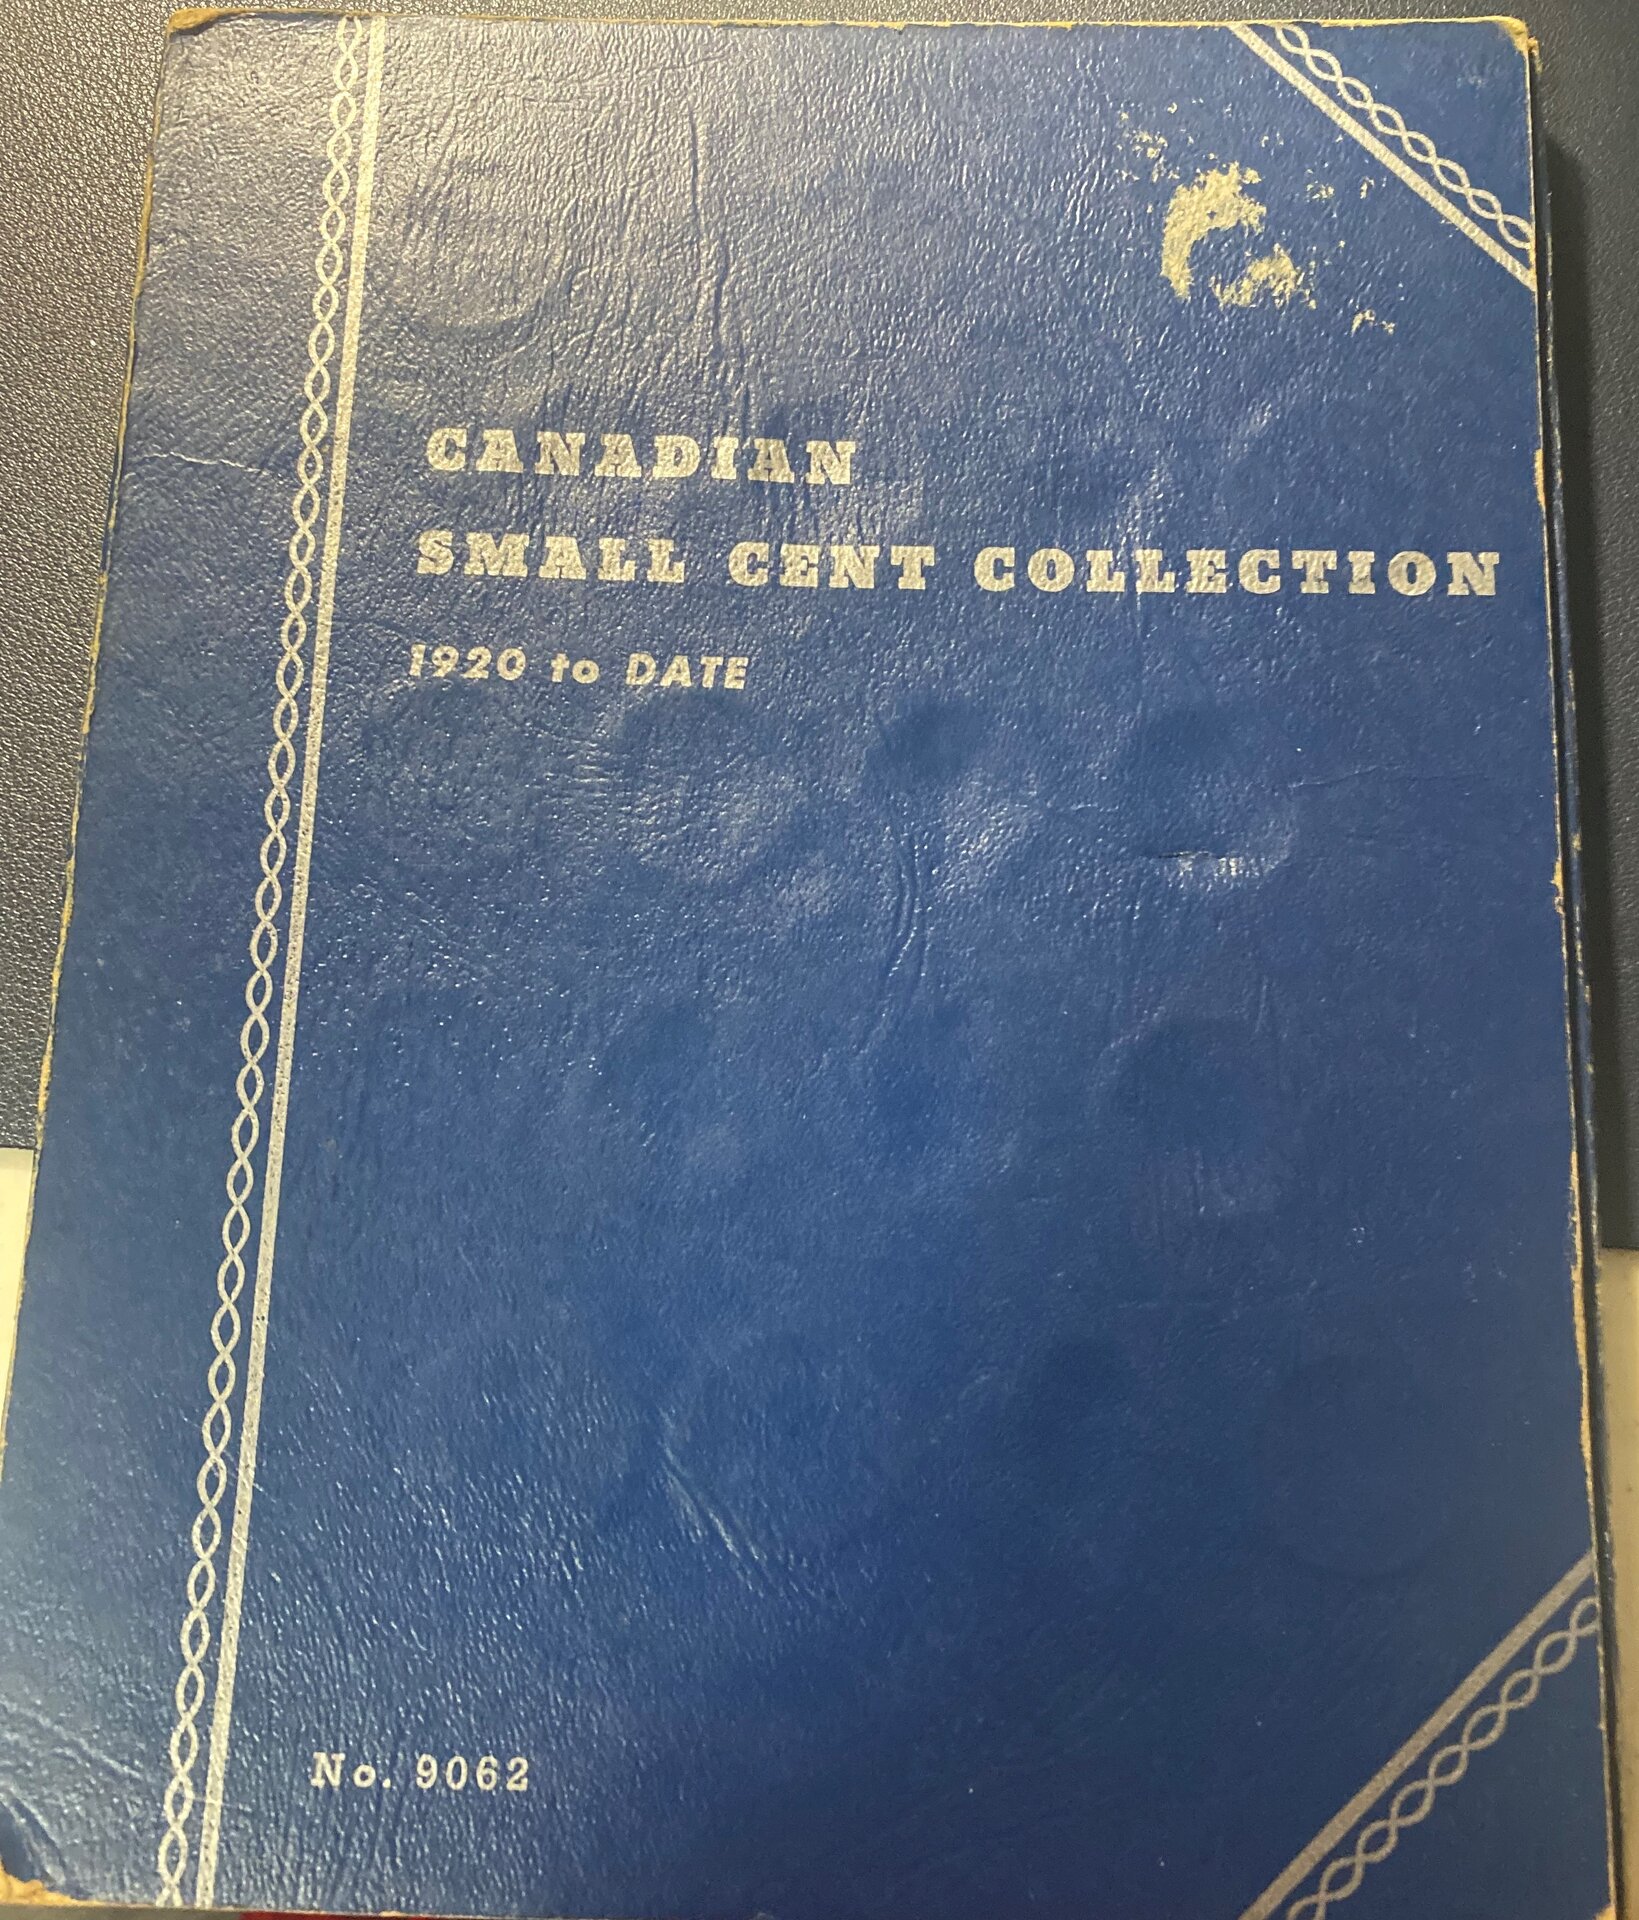 CANADIAN
SMALL CENT COLLECTION
1920 to DATE
No. 9062